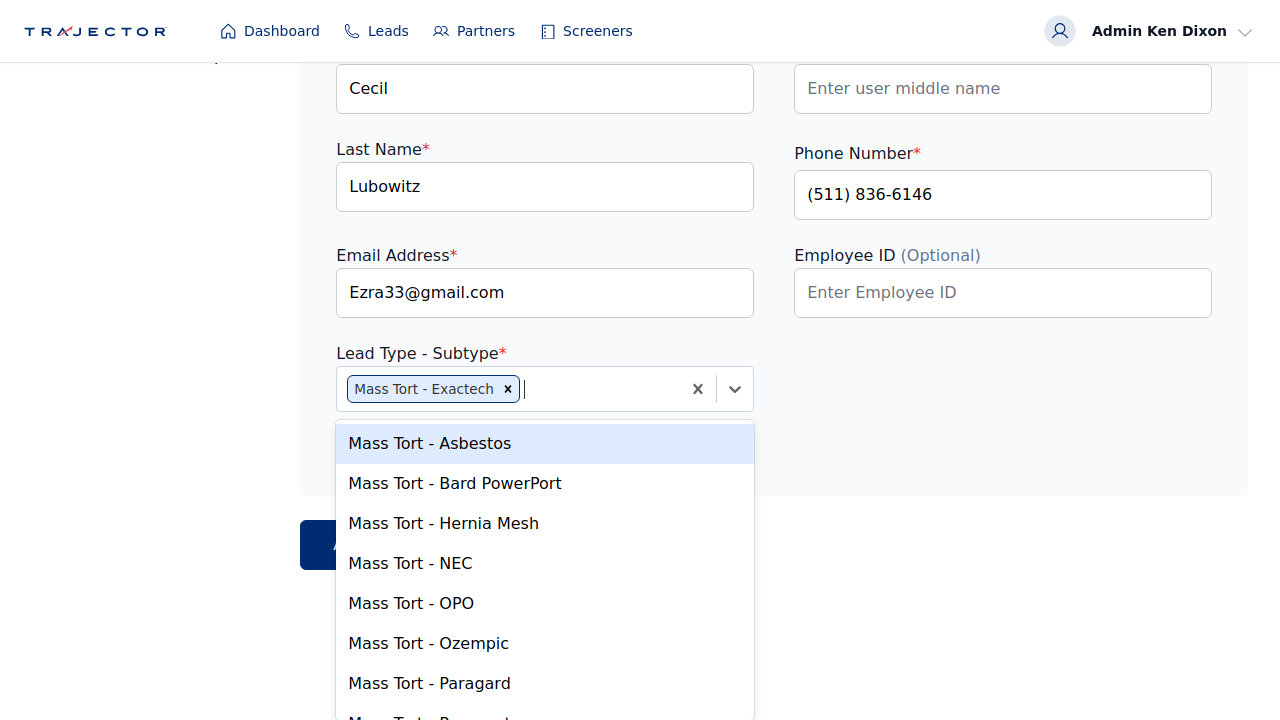 TRAJECTOR
Dashboard
Leads
Partners
Screeners
Admin Ken Dixon
Cecil
Enter user middle name
Last Name*
Phone Number*
Lubowitz
(511) 836-6146
Email Address*
Employee ID (Optional)
Ezra33@gmail.com
Enter Employee ID
Lead Type - Subtype*
Mass Tort - Exactech
Mass Tort - Asbestos
Mass Tort - Bard PowerPort
Mass Tort - Hernia Mesh
Mass Tort - NEC
Mass Tort - OPO
Mass Tort - Ozempic
Mass Tort - Paragard